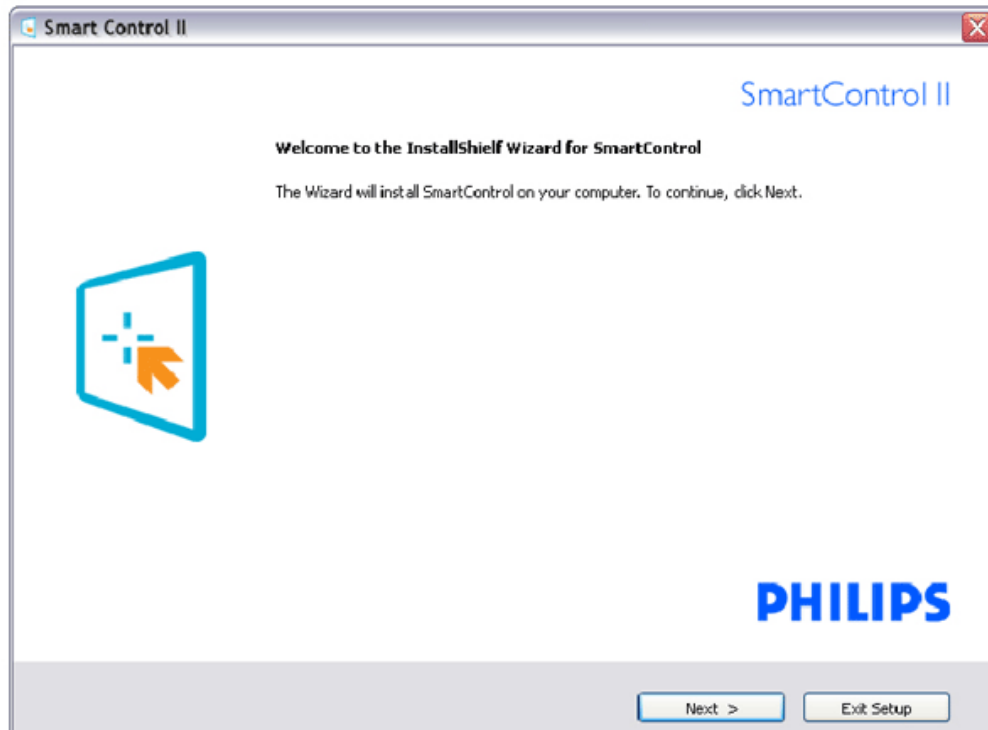 Smart Control II
SmartControl II
Welcome to the InstallShielf Wizard for SmartControl
The Wizard will install SmartControl on your computer. To continue, click Next.
PHILIPS
Next >
Exit Setup